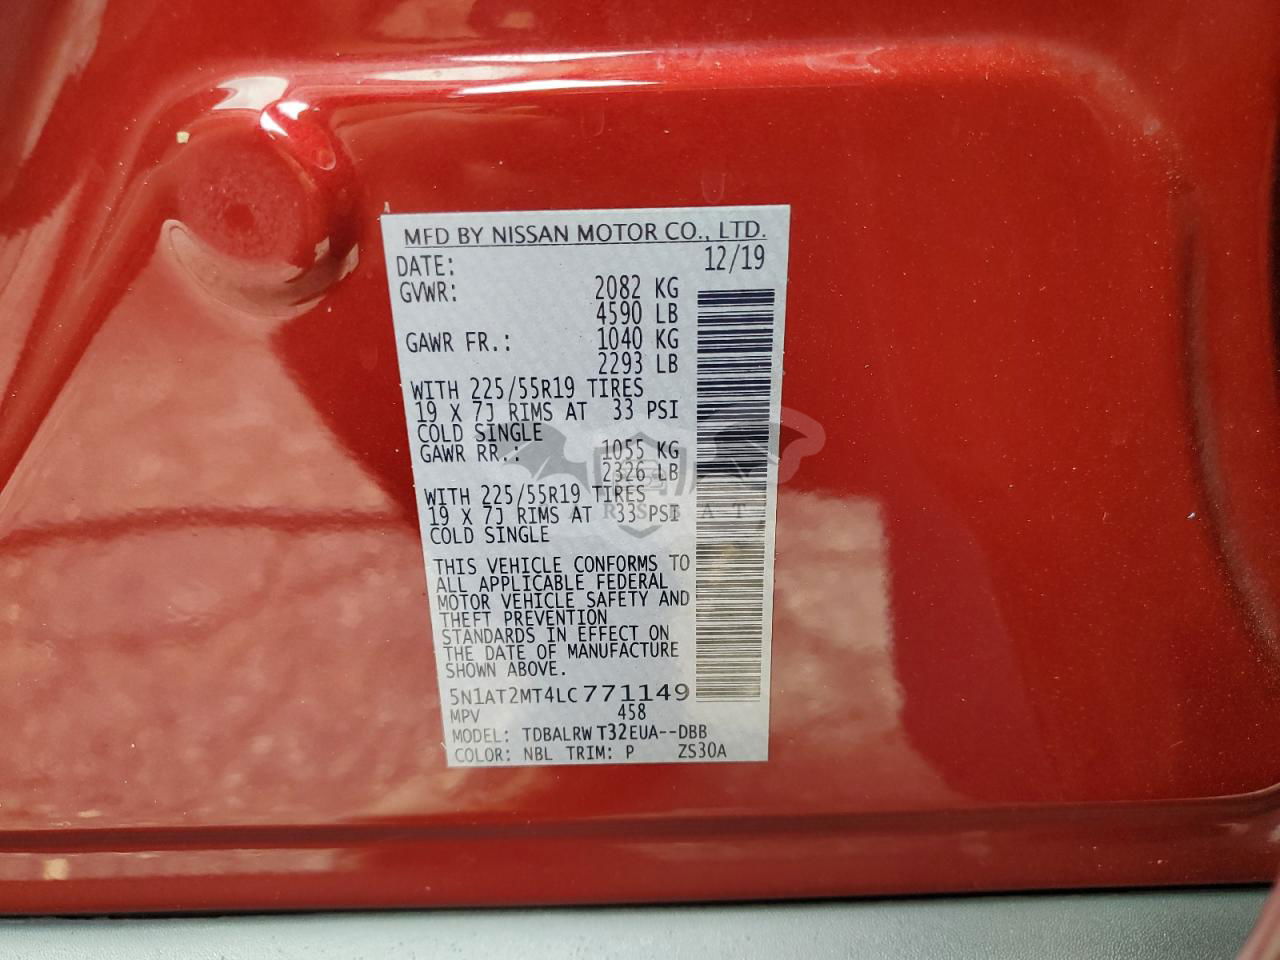 MFD BY NISSAN MOTOR CO., LTD.
DATE: 12/19
GVWR: 2082 KG
4590 LB
GAWR FR.: 1040 KG
2293 LB
WITH 225/55R19 TIRES
19 X 7J RIMS AT 33 PSI
COLD SINGLE
GAWR RR.: 1055 KG
2326 LB
WITH 225/55R19 TIRES
19 X 7J RIMS AT 33 PSI
COLD SINGLE
THIS VEHICLE CONFORMS TO
ALL APPLICABLE FEDERAL
MOTOR VEHICLE SAFETY AND
THEFT PREVENTION
STANDARDS IN EFFECT ON
THE DATE OF MANUFACTURE
SHOWN ABOVE.
5N1AT2MT4LC771149
MPV 458
MODEL: TDBALRW T32EUA--DBB
COLOR: NBL TRIM: P ZS30A